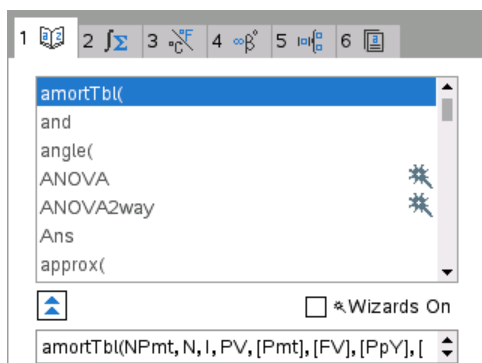 1 2 ∫Σ 3 °C°F 4 ∞β° 5 6
amortTbl(
and
angle(
ANOVA
ANOVA2way
Ans
approx(
Wizards On
amortTbl(NPmt, N, I, PV, [Pmt], [FV], [PpY], [